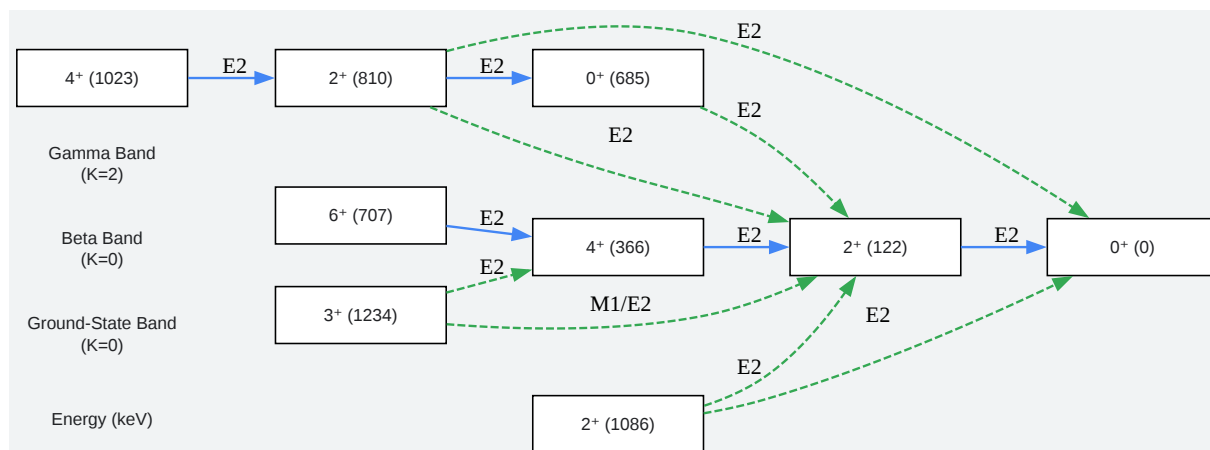 E2
4⁺ (1023)
E2
2⁺ (810)
E2
0⁺ (685)
E2
E2
Gamma Band
(K=2)
6⁺ (707)
E2
Beta Band
(K=0)
4⁺ (366)
E2
2⁺ (122)
E2
0⁺ (0)
E2
3⁺ (1234)
M1/E2
E2
Ground-State Band
(K=0)
E2
Energy (keV)
2⁺ (1086)